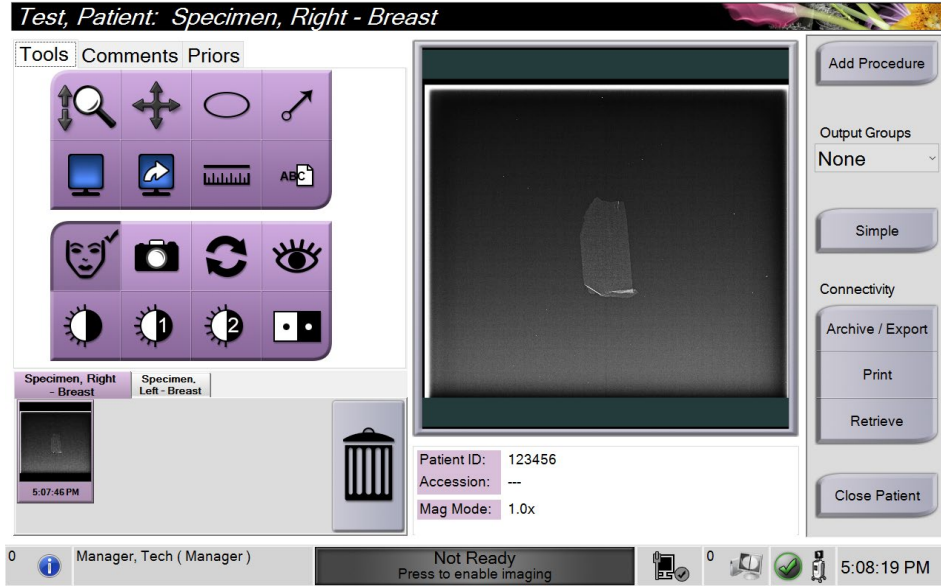 Test, Patient: Specimen, Right - Breast
Tools Comments Priors
ABC
1
2
Specimen, Right
- Breast
Specimen,
Left - Breast
5:07:46 PM
Patient ID: 123456
Accession: ---
Mag Mode: 1.0x
Add Procedure
Output Groups
None
Simple
Connectivity
Archive / Export
Print
Retrieve
Close Patient
0
Manager, Tech ( Manager )
Not Ready
Press to enable imaging
0
5:08:19 PM